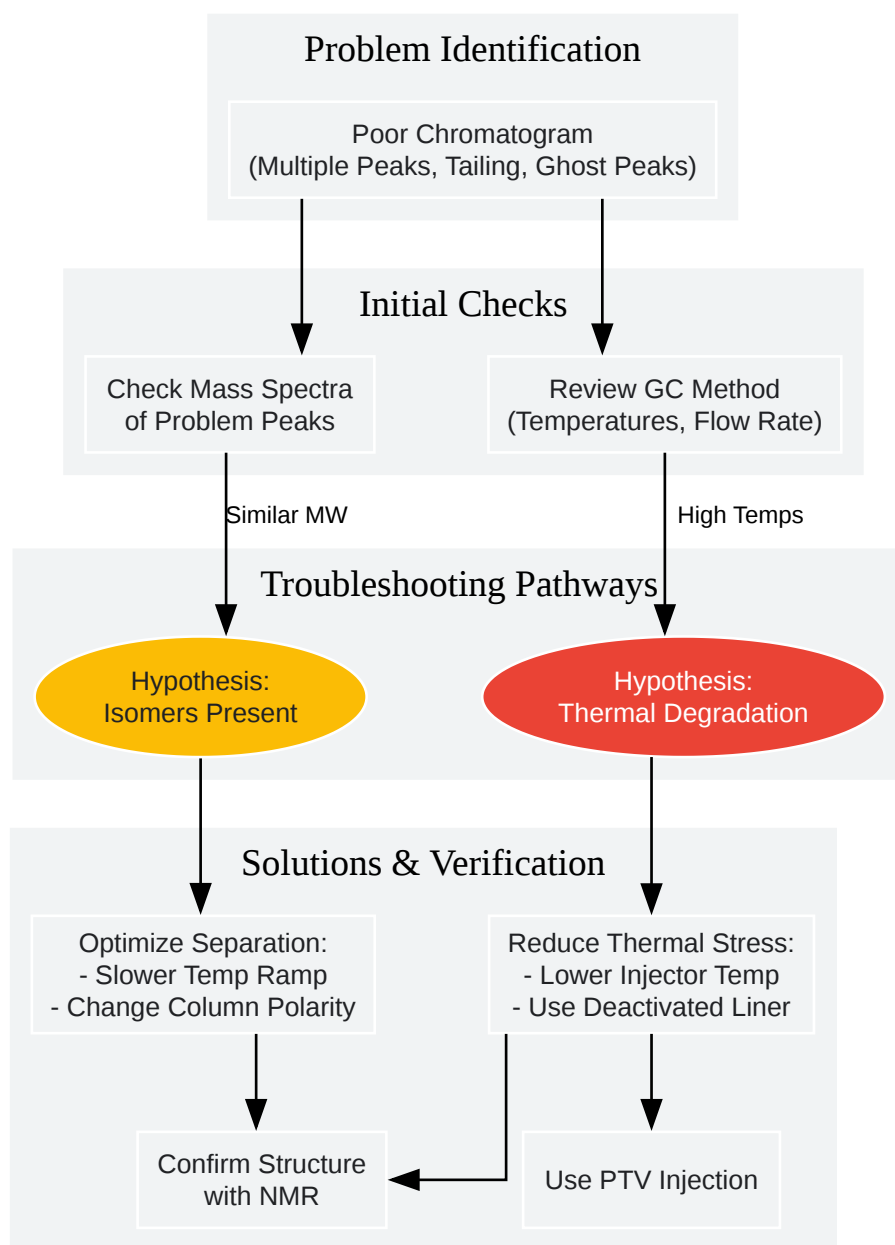 Problem Identification
Poor Chromatogram
(Multiple Peaks, Tailing, Ghost Peaks)
Initial Checks
Check Mass Spectra
of Problem Peaks
Review GC Method
(Temperatures, Flow Rate)
Similar MW
High Temps
Troubleshooting Pathways
Hypothesis:
Isomers Present
Hypothesis:
Thermal Degradation
Solutions & Verification
Optimize Separation:
- Slower Temp Ramp
- Change Column Polarity
Reduce Thermal Stress:
- Lower Injector Temp
- Use Deactivated Liner
Confirm Structure
with NMR
Use PTV Injection